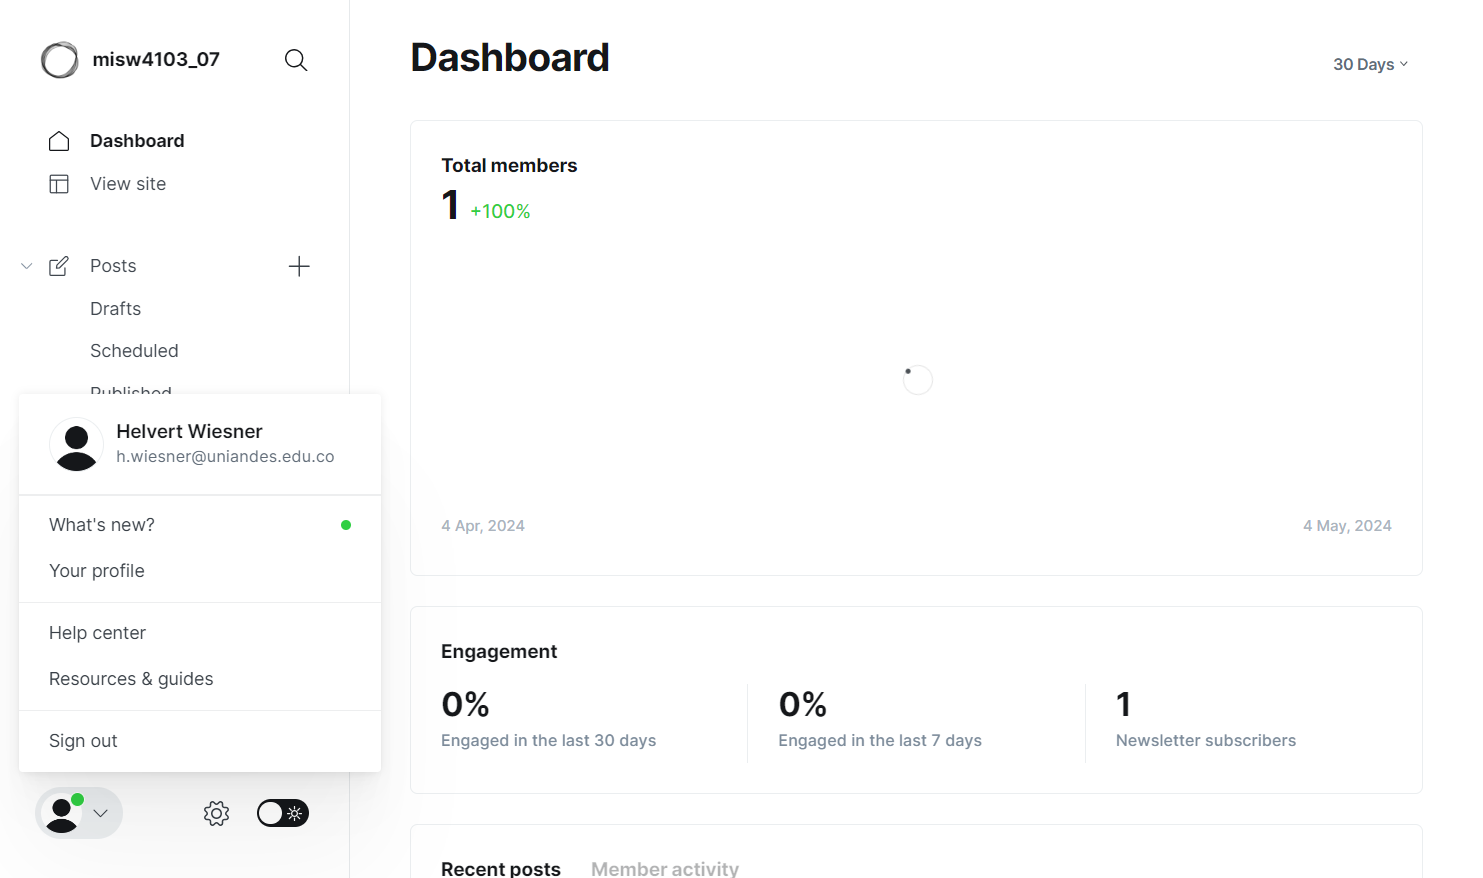 misw4103_07
Dashboard
View site
Posts
Drafts
Scheduled
Published
Helvert Wiesner
h.wiesner@uniandes.edu.co
What's new?
Your profile
Help center
Resources & guides
Sign out
Dashboard
30 Days
Total members
1 +100%
4 Apr, 2024
4 May, 2024
Engagement
0%
Engaged in the last 30 days
0%
Engaged in the last 7 days
1
Newsletter subscribers
Recent posts
Member activity